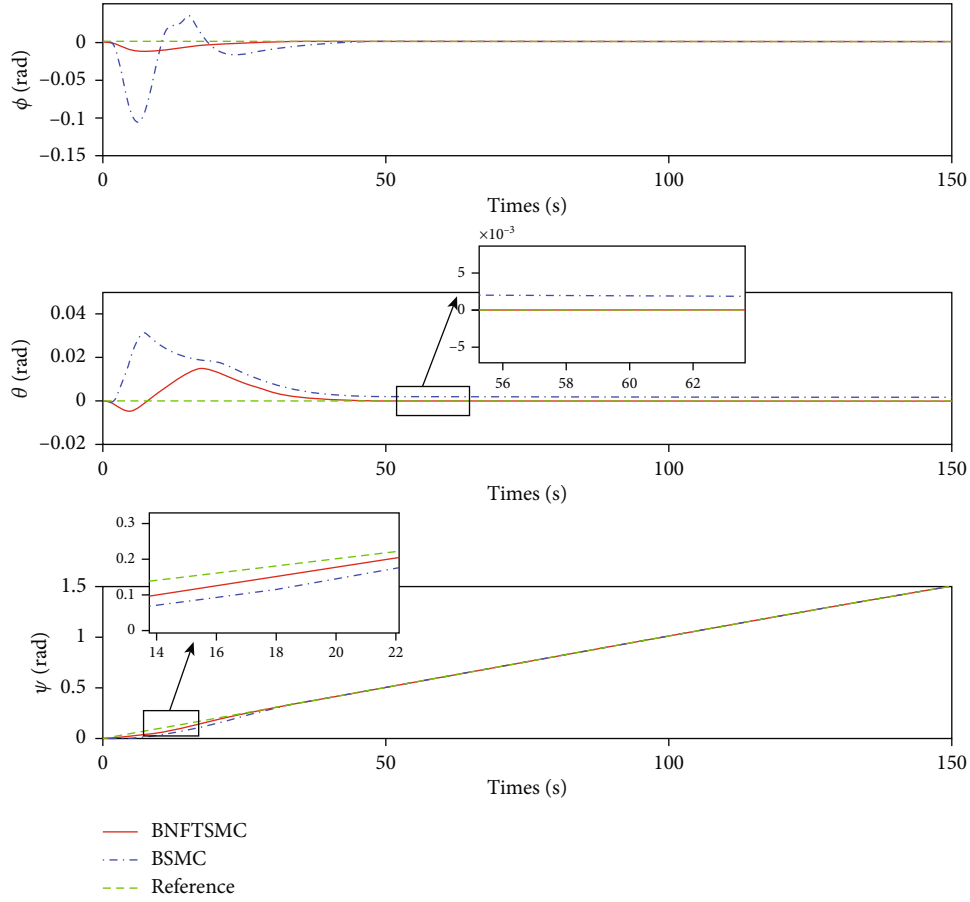 0
−0.05
−0.1
−0.15
ϕ (rad)
0 50 100 150
Times (s)
×10⁻³
5
0
−5
56 58 60 62
0.04
0.02
0
−0.02
θ (rad)
0 50 100 150
Times (s)
0.3
0.2
0.1
0
14 16 18 20 22
1.5
1
0.5
0
ψ (rad)
0 50 100 150
Times (s)
BNFTSMC
BSMC
Reference